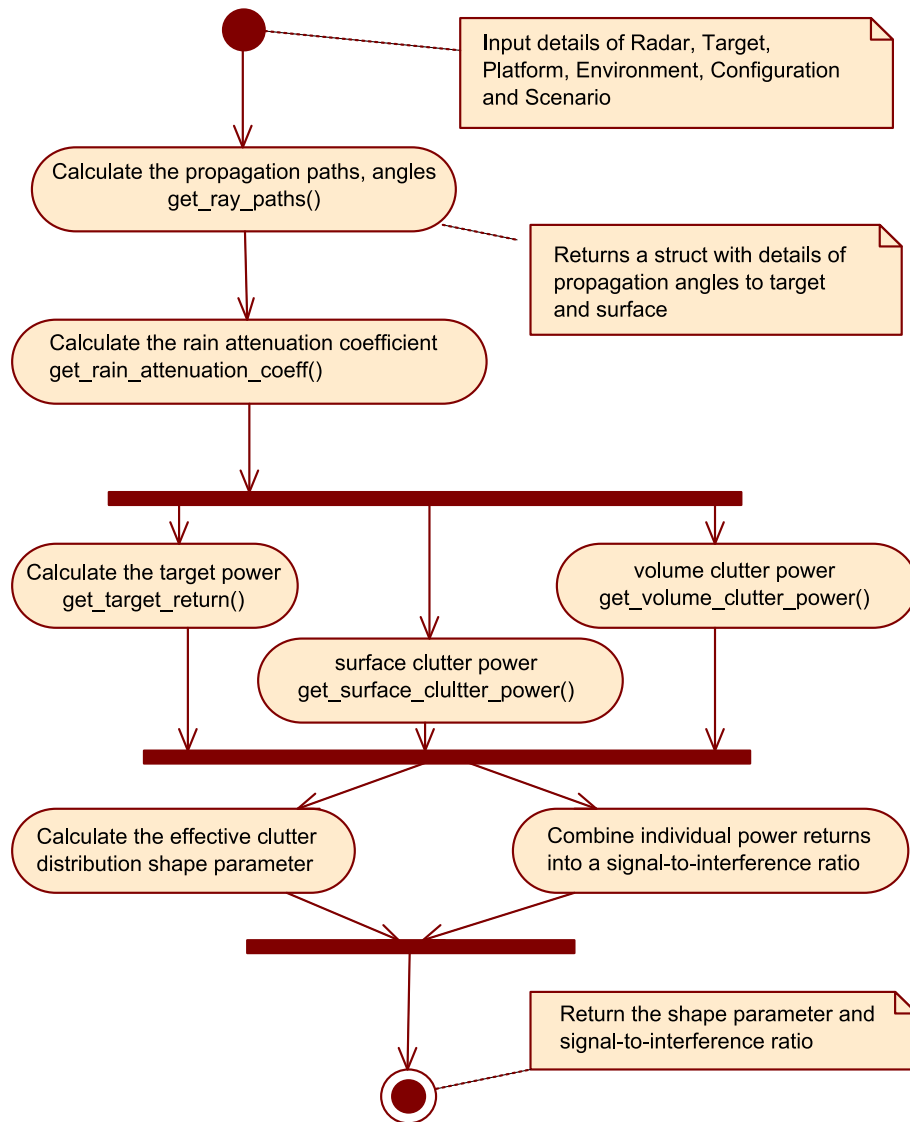 Input details of Radar, Target,
Platform, Environment, Configuration
and Scenario
Calculate the propagation paths, angles
get_ray_paths()
Returns a struct with details of
propagation angles to target
and surface
Calculate the rain attenuation coefficient
get_rain_attenuation_coeff()
Calculate the target power
get_target_return()
volume clutter power
get_volume_clutter_power()
surface clutter power
get_surface_clultter_power()
Calculate the effective clutter
distribution shape parameter
Combine individual power returns
into a signal-to-interference ratio
Return the shape parameter and
signal-to-interference ratio